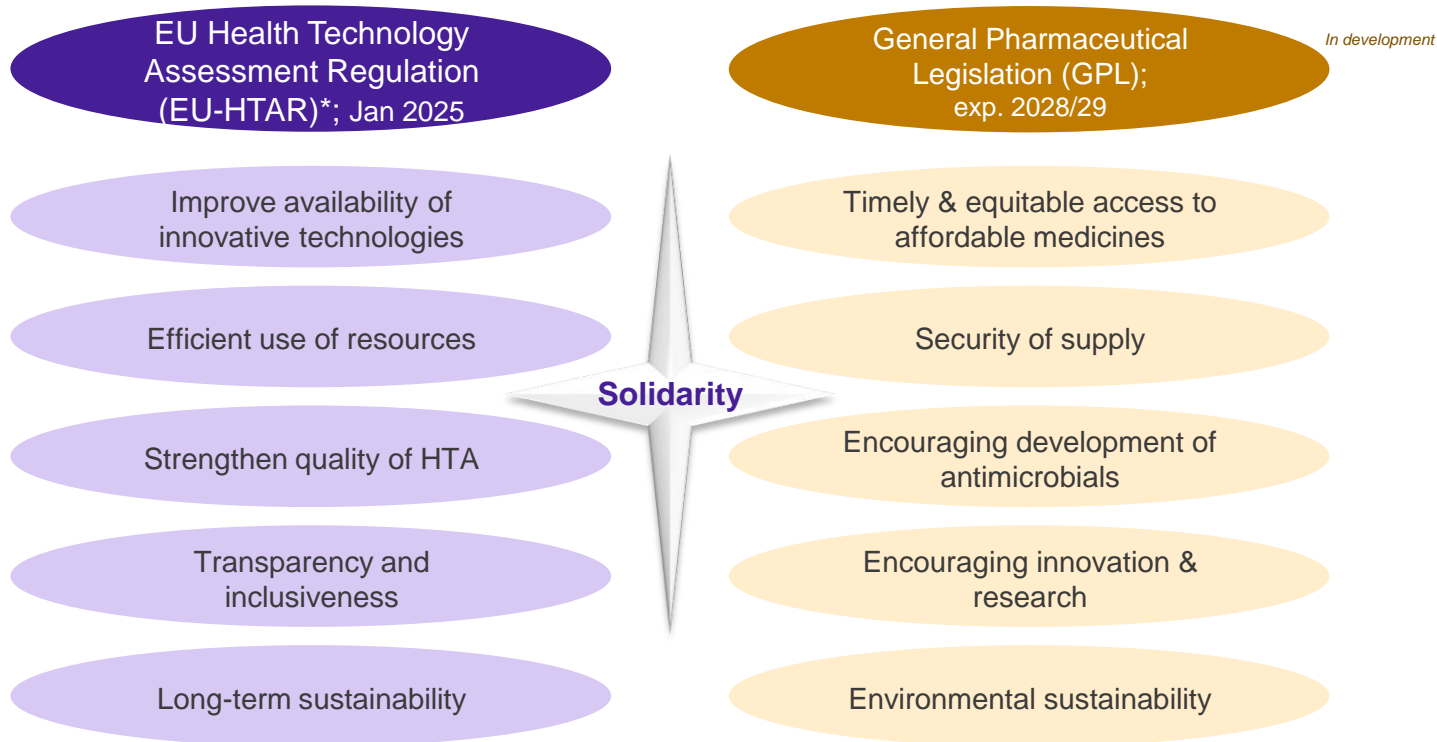 EU Health Technology
Assessment Regulation
(EU-HTAR)*; Jan 2025
General Pharmaceutical
Legislation (GPL);
exp. 2028/29
In development
Improve availability of
innovative technologies
Timely & equitable access to
affordable medicines
Efficient use of resources
Security of supply
Solidarity
Strengthen quality of HTA
Encouraging development of
antimicrobials
Transparency and
inclusiveness
Encouraging innovation &
research
Long-term sustainability
Environmental sustainability